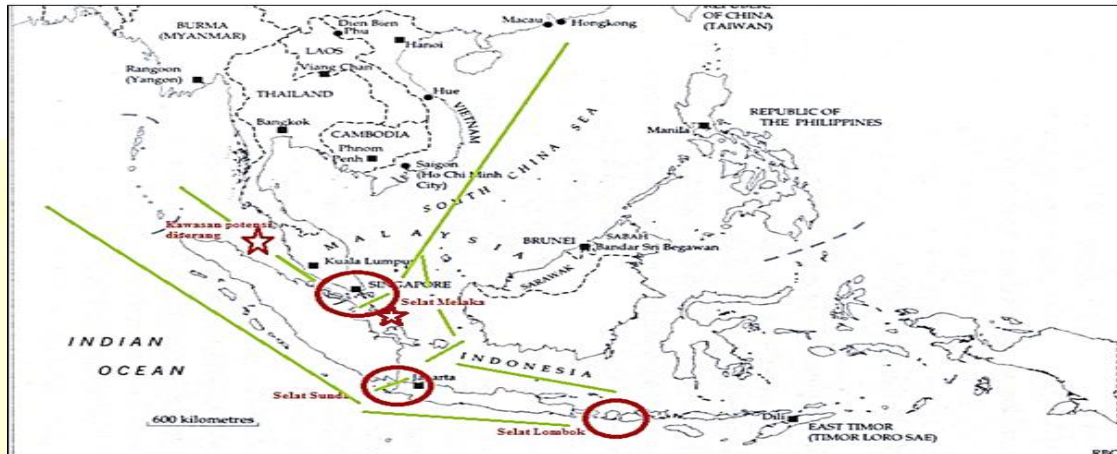 Macau
Hongkong
REPUBLIC
OF CHINA
(TAIWAN)
BURMA
(MYANMAR)
Dien Bien
Phu
Hanoi
LAOS
Viang Chan
Rangoon
(Yangon)
THAILAND
Hue
VIETNAM
Bangkok
CAMBODIA
Phnom
Penh
Saigon
(Ho Chi Minh
City)
SOUTH CHINA SEA
Manila
REPUBLIC OF
THE PHILIPPINES
Kawasan potensi
diserang
MALAYSIA
Kuala Lumpur
SINGAPORE
Selat Melaka
BRUNEI
SABAH
Bandar Sri Begawan
SARAWAK
INDIAN
OCEAN
INDONESIA
Jakarta
Selat Sunda
Selat Lombok
600 kilometres
Dili
EAST TIMOR
(TIMOR LORO SAE)